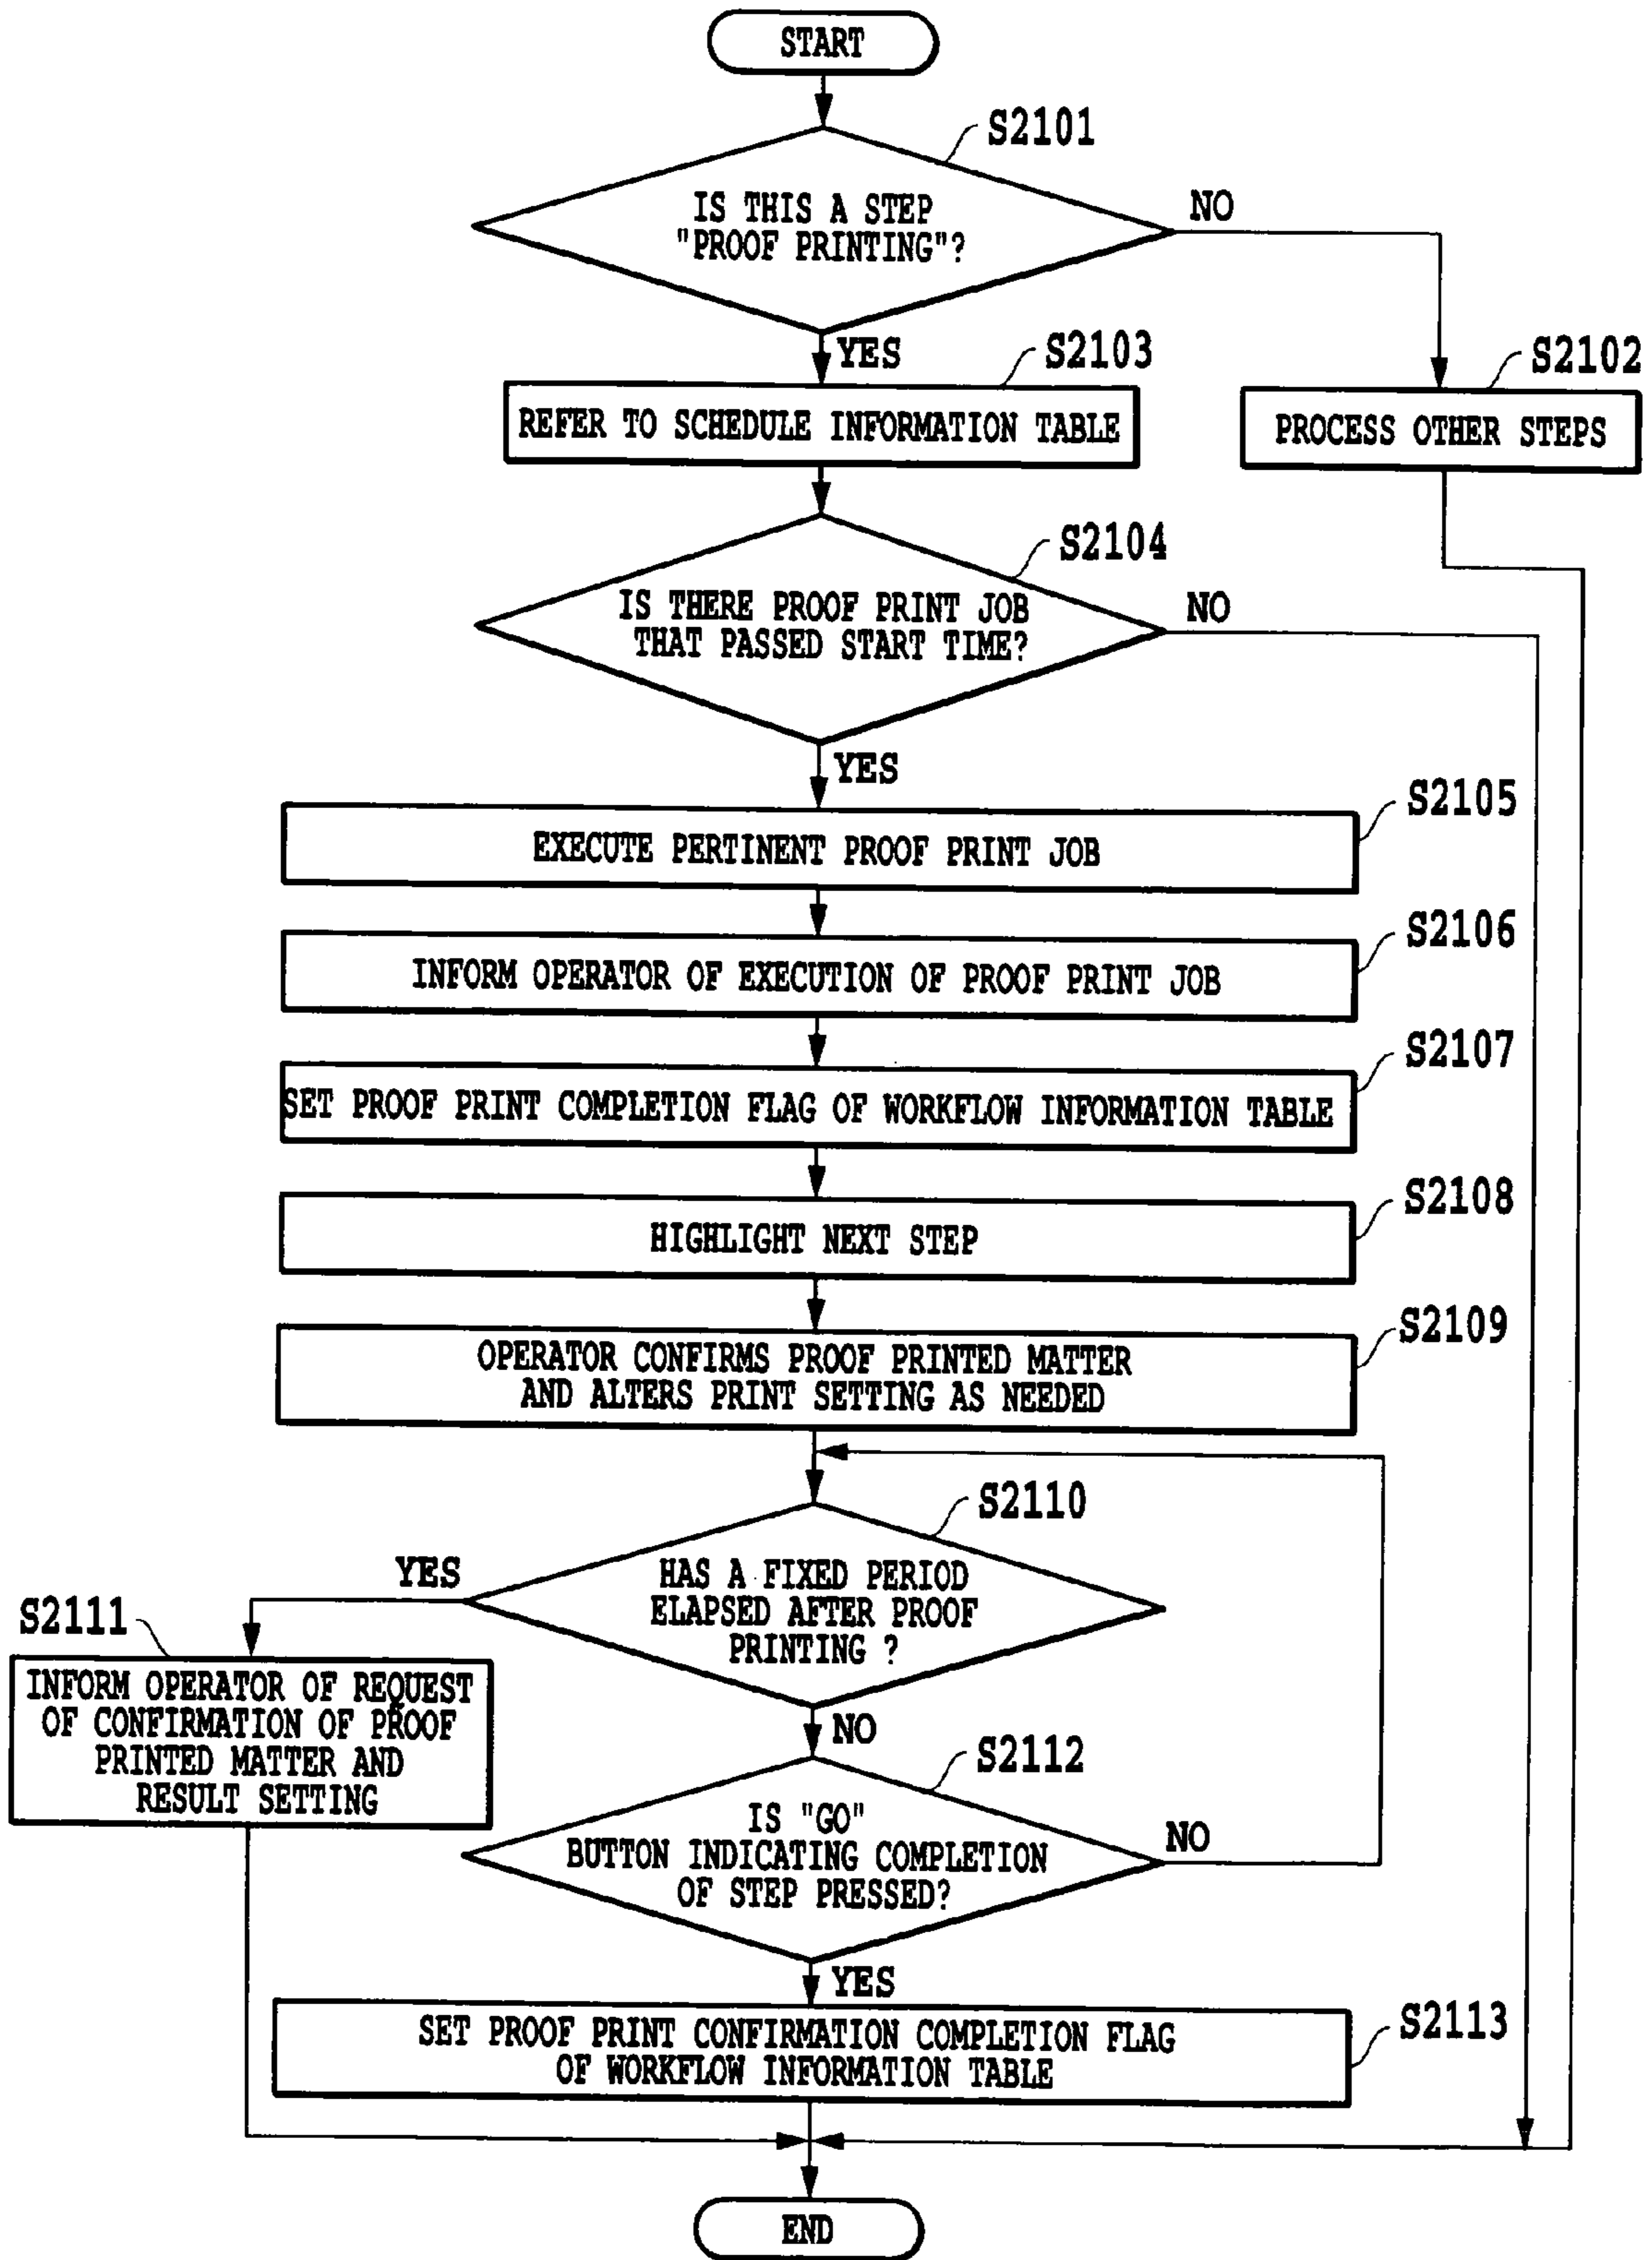 START
S2101
IS THIS A STEP
"PROOF PRINTING"?
NO
YES
S2103
S2102
REFER TO SCHEDULE INFORMATION TABLE
PROCESS OTHER STEPS
S2104
IS THERE PROOF PRINT JOB
THAT PASSED START TIME?
NO
YES
S2105
EXECUTE PERTINENT PROOF PRINT JOB
S2106
INFORM OPERATOR OF EXECUTION OF PROOF PRINT JOB
S2107
SET PROOF PRINT COMPLETION FLAG OF WORKFLOW INFORMATION TABLE
S2108
HIGHLIGHT NEXT STEP
S2109
OPERATOR CONFIRMS PROOF PRINTED MATTER
AND ALTERS PRINT SETTING AS NEEDED
S2110
YES
HAS A FIXED PERIOD
ELAPSED AFTER PROOF
PRINTING ?
S2111
INFORM OPERATOR OF REQUEST
OF CONFIRMATION OF PROOF
PRINTED MATTER AND
RESULT SETTING
NO
S2112
IS "GO"
BUTTON INDICATING COMPLETION
OF STEP PRESSED?
NO
YES
S2113
SET PROOF PRINT CONFIRMATION COMPLETION FLAG
OF WORKFLOW INFORMATION TABLE
END